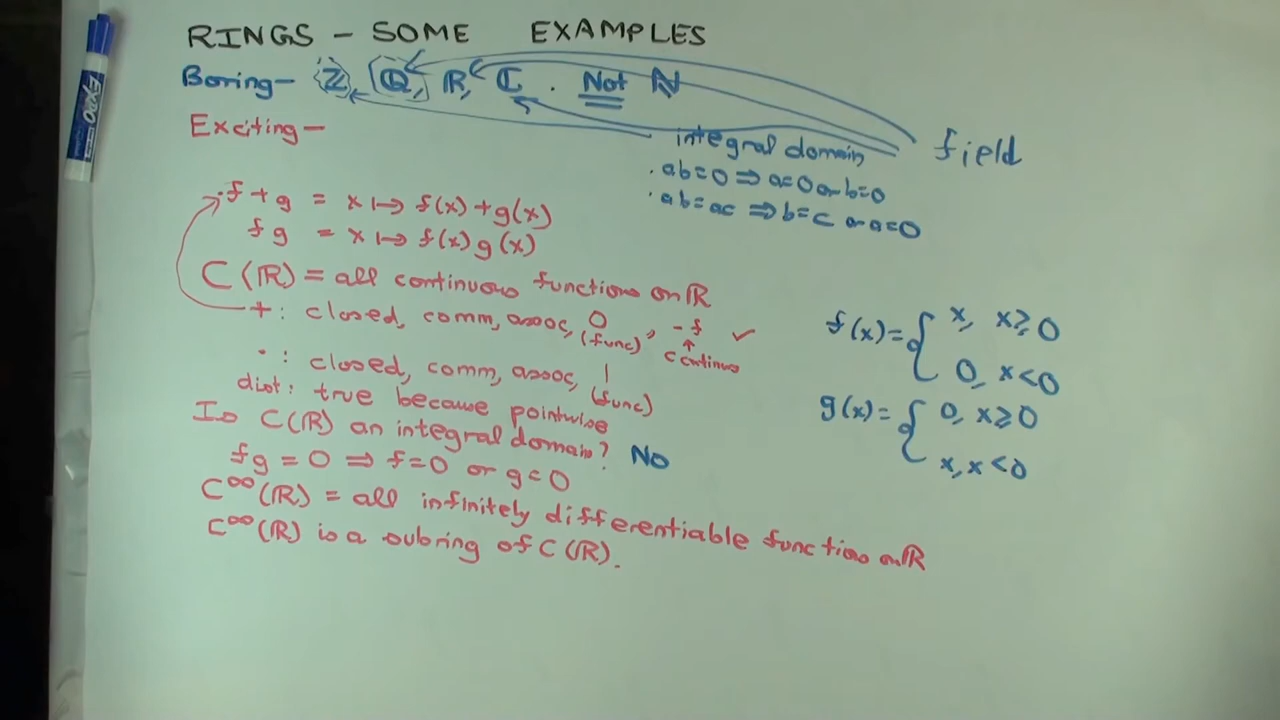 RINGS - SOME EXAMPLES
Boring- ℤ, ℚ, ℝ, ℂ. Not ℕ
Exciting-
integral domain
field
. ab=0 ⇒ a=0 or b=0
. ab=ac ⇒ b=c or a=0
. f+g = x ↦ f(x)+g(x)
fg = x ↦ f(x)g(x)
C(ℝ) = all continuous functions on ℝ
+: closed, comm, assoc, 0 (func), -f ✓
↑
continuous
·: closed, comm, assoc, 1 (func)
dist: true because pointwise
Is C(ℝ) an integral domain? NO
fg=0 ⇒ f=0 or g=0
C^∞(ℝ) = all infinitely differentiable functions on ℝ
C^∞(ℝ) is a subring of C(ℝ).
f(x)= { x, x≥0
0, x<0
g(x)= { 0, x≥0
x, x<0
EXPO